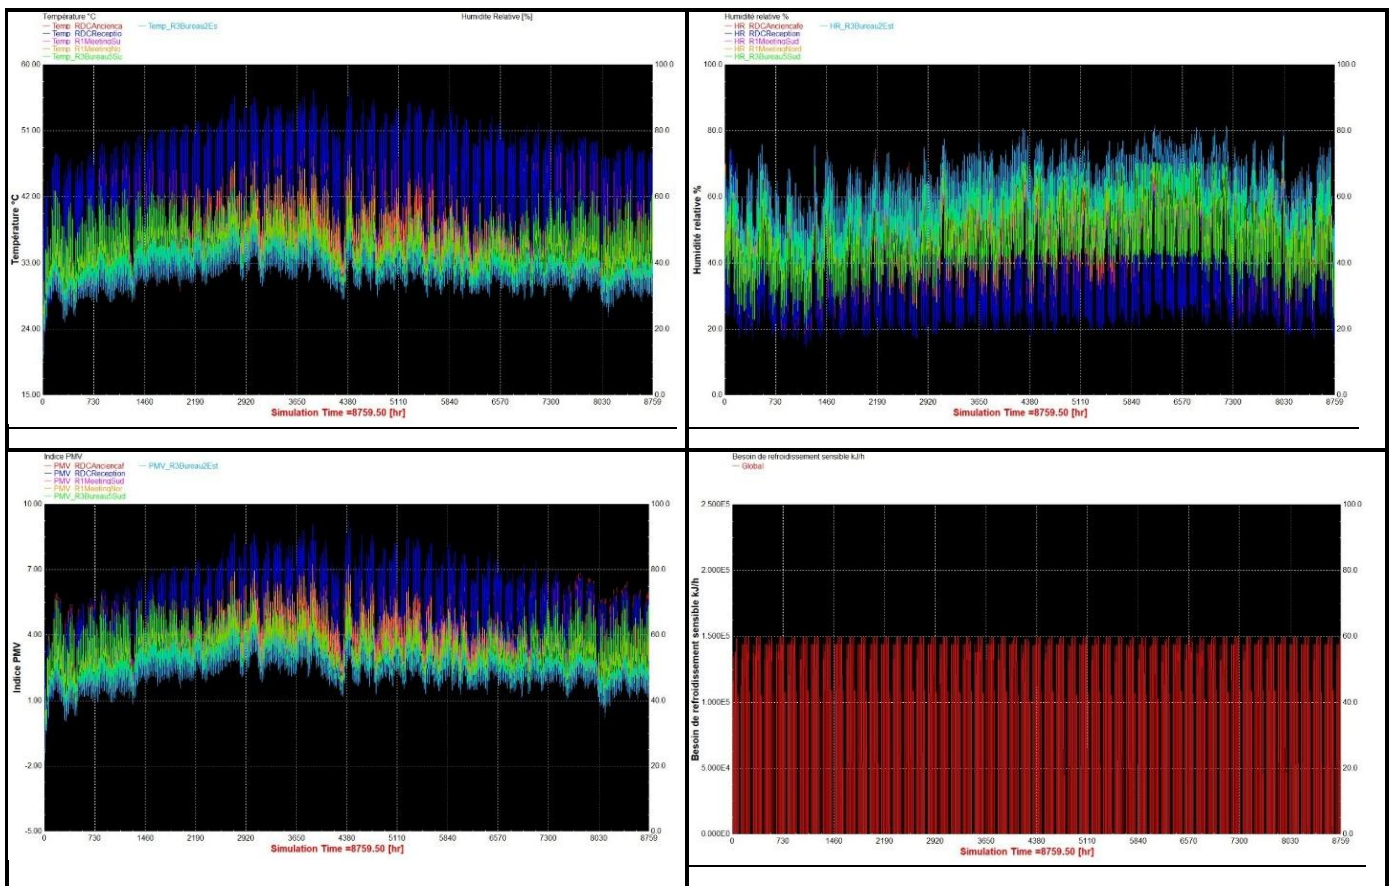 Température °C
Humidite Relative [%]
Temp_RDCAncienca
Temp_R3Bureau2Es
Temp_RDCReceptio
Temp_R1MeetingSu
Temp_R1MeetingNo
Temp_R3Bureau5Su
60.00
51.00
42.00
33.00
24.00
15.00
Température °C
100.0
80.0
60.0
40.0
20.0
0.0
0 730 1460 2190 2920 3650 4380 5110 5840 6570 7300 8030 8759
Simulation Time =8759.50 [hr]
Humidité relative %
HR_RDCAnciencafe
HR_R3Bureau2Est
HR_RDCReception
HR_R1MeetingSud
HR_R1MeetingNord
HR_R3Bureau5Sud
100.0
80.0
60.0
40.0
20.0
0.0
Humidité relative %
100.0
80.0
60.0
40.0
20.0
0.0
0 730 1460 2190 2920 3650 4380 5110 5840 6570 7300 8030 8759
Simulation Time =8759.50 [hr]
Indice PMV
PMV_RDCAnciencaf
PMV_R3Bureau2Est
PMV_RDCReception
PMV_R1MeetingSud
PMV_R1MeetingNor
PMV_R3Bureau5Sud
10.00
7.00
4.00
1.00
-2.00
-5.00
Indice PMV
100.0
80.0
60.0
40.0
20.0
0.0
0 730 1460 2190 2920 3650 4380 5110 5840 6570 7300 8030 8759
Simulation Time =8759.50 [hr]
Besoin de refroidissement sensible kJ/h
Global
2.500E5
2.000E5
1.500E5
1.000E5
5.000E4
0.000E0
Besoin de refroidissement sensible kJ/h
100.0
80.0
60.0
40.0
20.0
0.0
0 730 1460 2190 2920 3650 4380 5110 5840 6570 7300 8030 8759
Simulation Time =8759.50 [hr]